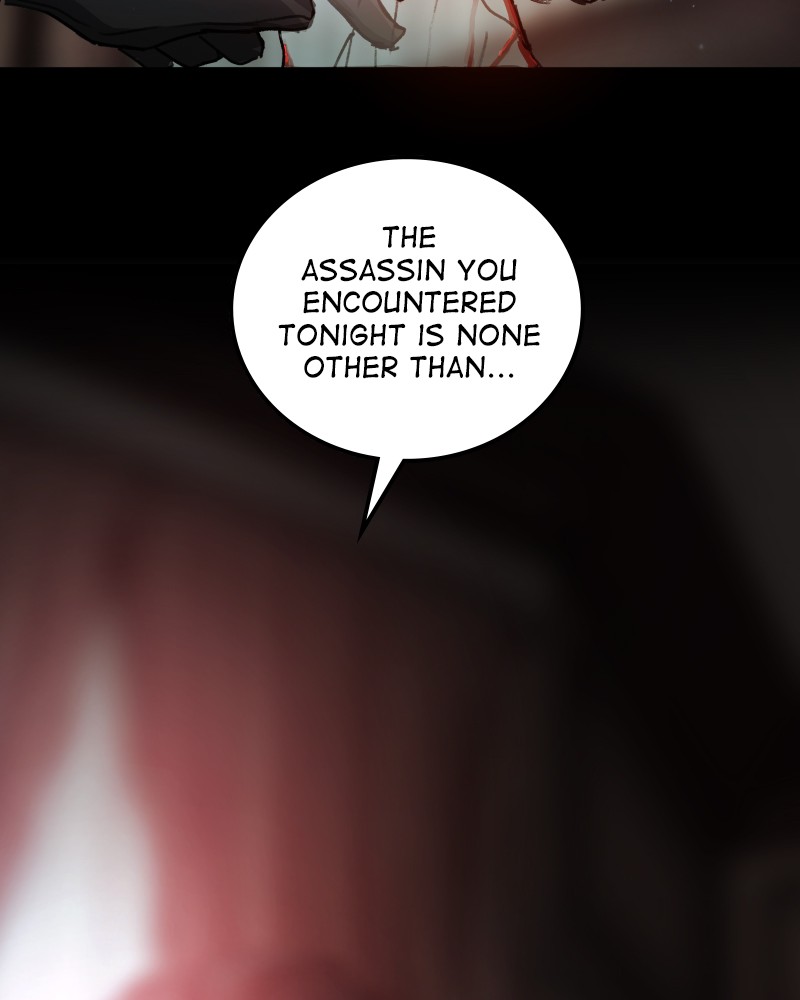 THE
ASSASSIN YOU
ENCOUNTERED
TONIGHT IS NONE
OTHER THAN...